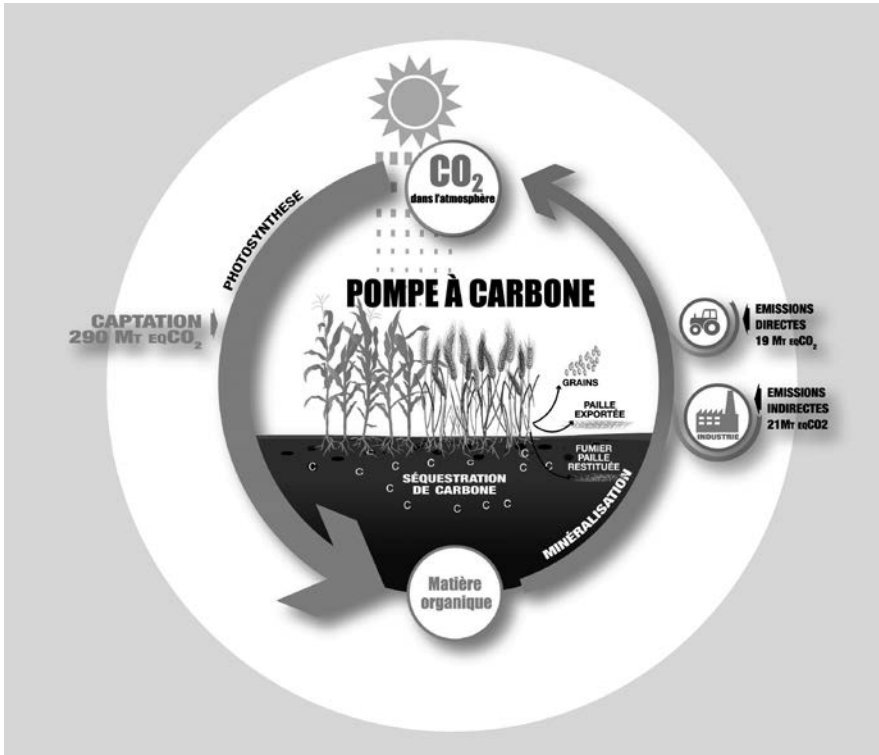 CO₂
dans l'atmosphère
PHOTOSYNTHÈSE
POMPE À CARBONE
CAPTATION
290 MT EQCO₂
EMISSIONS
DIRECTES
19 MT EQCO₂
EMISSIONS
INDIRECTES
21MT EQCO2
INDUSTRIE
GRAINS
PAILLE
EXPORTÉE
FUMIER
PAILLE
RESTITUÉE
C C C C C C C C
SÉQUESTRATION
DE CARBONE
C C C C C
MINÉRALISATION
Matière
organique